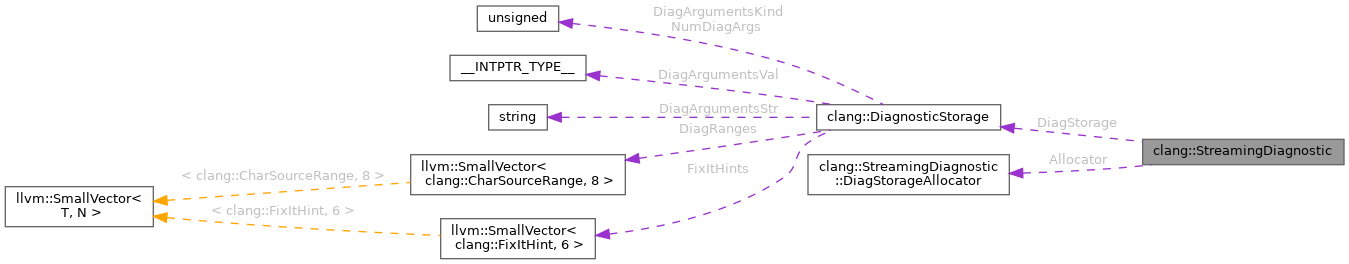 unsigned
DiagArgumentsKind
NumDiagArgs
__INTPTR_TYPE__
DiagArgumentsVal
string
DiagArgumentsStr
DiagRanges
clang::DiagnosticStorage
DiagStorage
clang::StreamingDiagnostic
Allocator
clang::StreamingDiagnostic
::DiagStorageAllocator
FixItHints
llvm::SmallVector<
clang::CharSourceRange, 8 >
< clang::CharSourceRange, 8 >
llvm::SmallVector<
T, N >
< clang::FixItHint, 6 >
llvm::SmallVector<
clang::FixItHint, 6 >